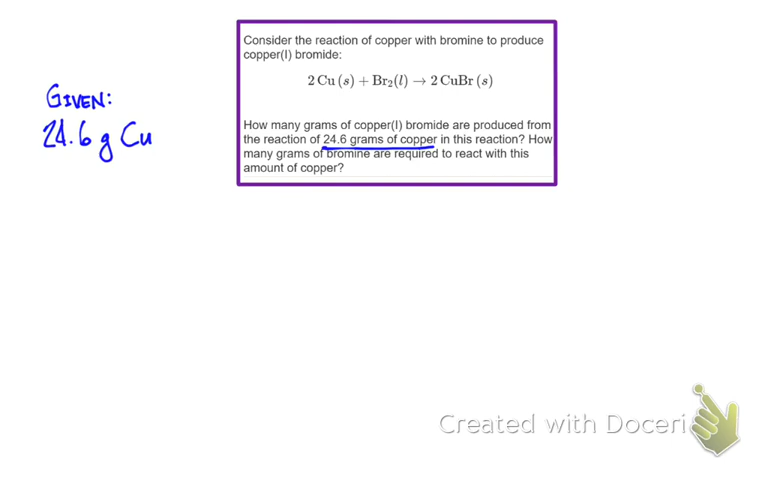 Consider the reaction of copper with bromine to produce
copper(I) bromide:
2 Cu (s) + Br₂(l) → 2 CuBr (s)
How many grams of copper(I) bromide are produced from
the reaction of 24.6 grams of copper in this reaction? How
many grams of bromine are required to react with this
amount of copper?
GIVEN:
24.6 g Cu
Created with Doceri